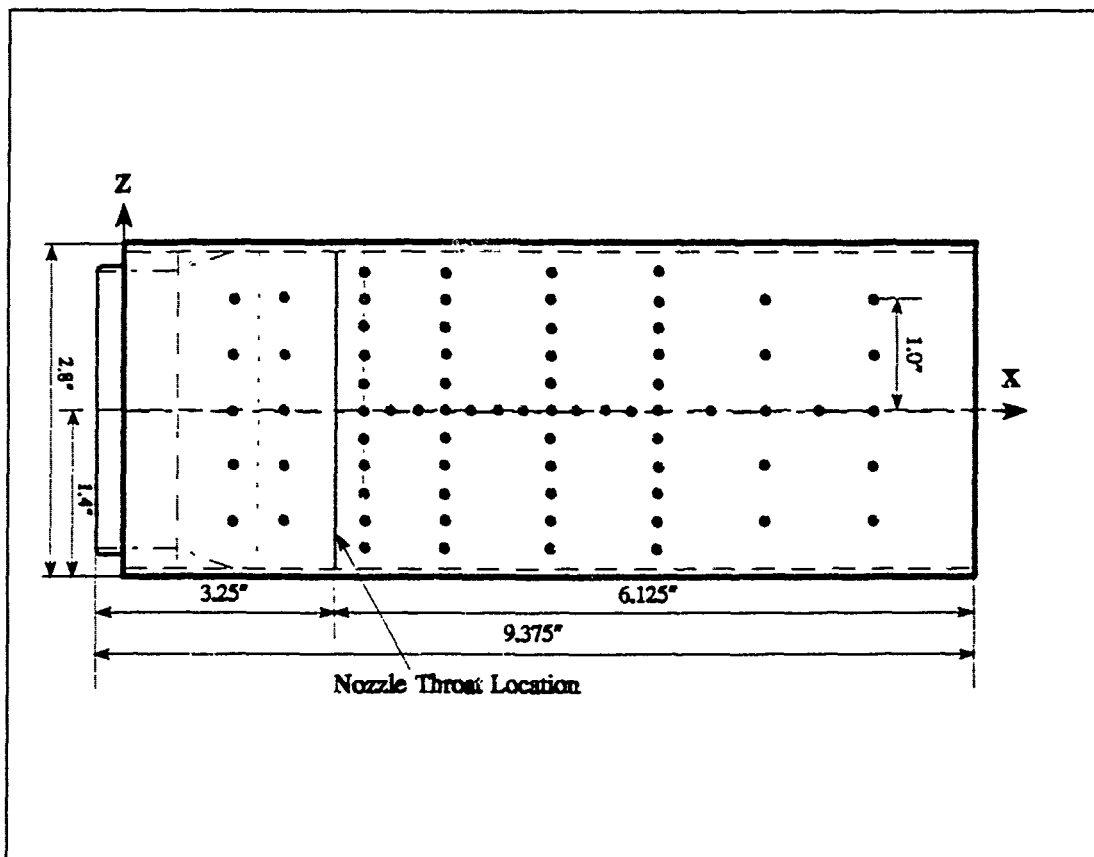 Z
X
2.8"
1.4"
1.0"
3.25"
6.125"
9.375"
Nozzle Throat Location